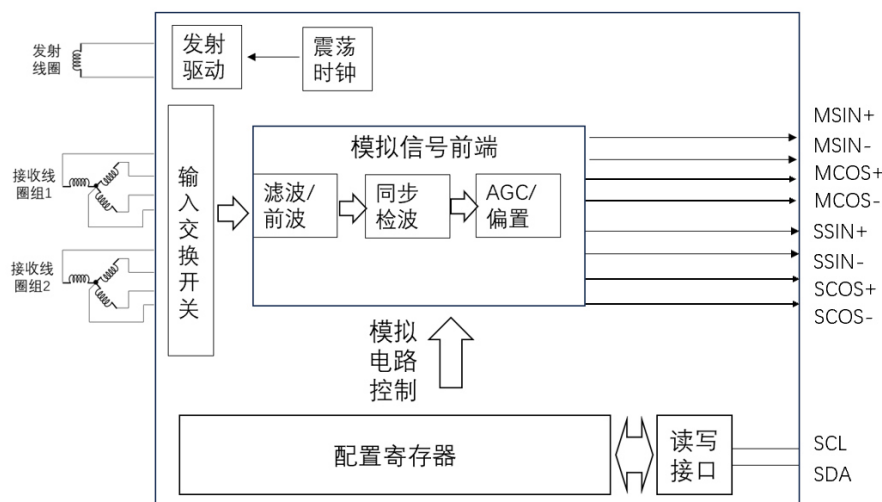 发射
线圈
发射
驱动
震荡
时钟
接收线
圈组1
接收线
圈组2
输
入
交
换
开
关
模拟信号前端
滤波/
前波
同步
检波
AGC/
偏置
MSIN+
MSIN-
MCOS+
MCOS-
SSIN+
SSIN-
SCOS+
SCOS-
模拟
电路
控制
配置寄存器
读写
接口
SCL
SDA